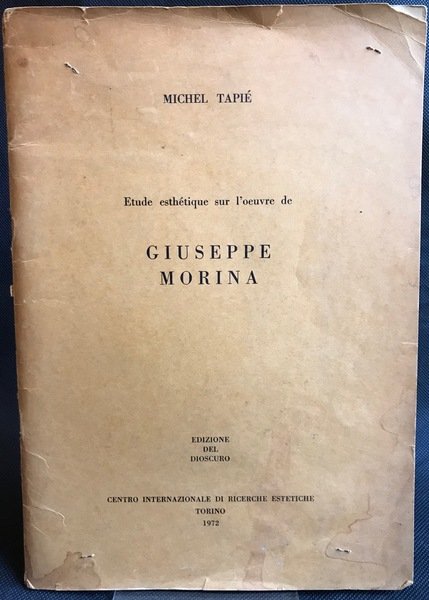 MICHEL TAPIÉ
Etude esthétique sur l'oeuvre de
GIUSEPPE
MORINA
EDIZIONE
DEL
DIOSCURO
CENTRO INTERNAZIONALE DI RICERCHE ESTETICHE
TORINO
1972